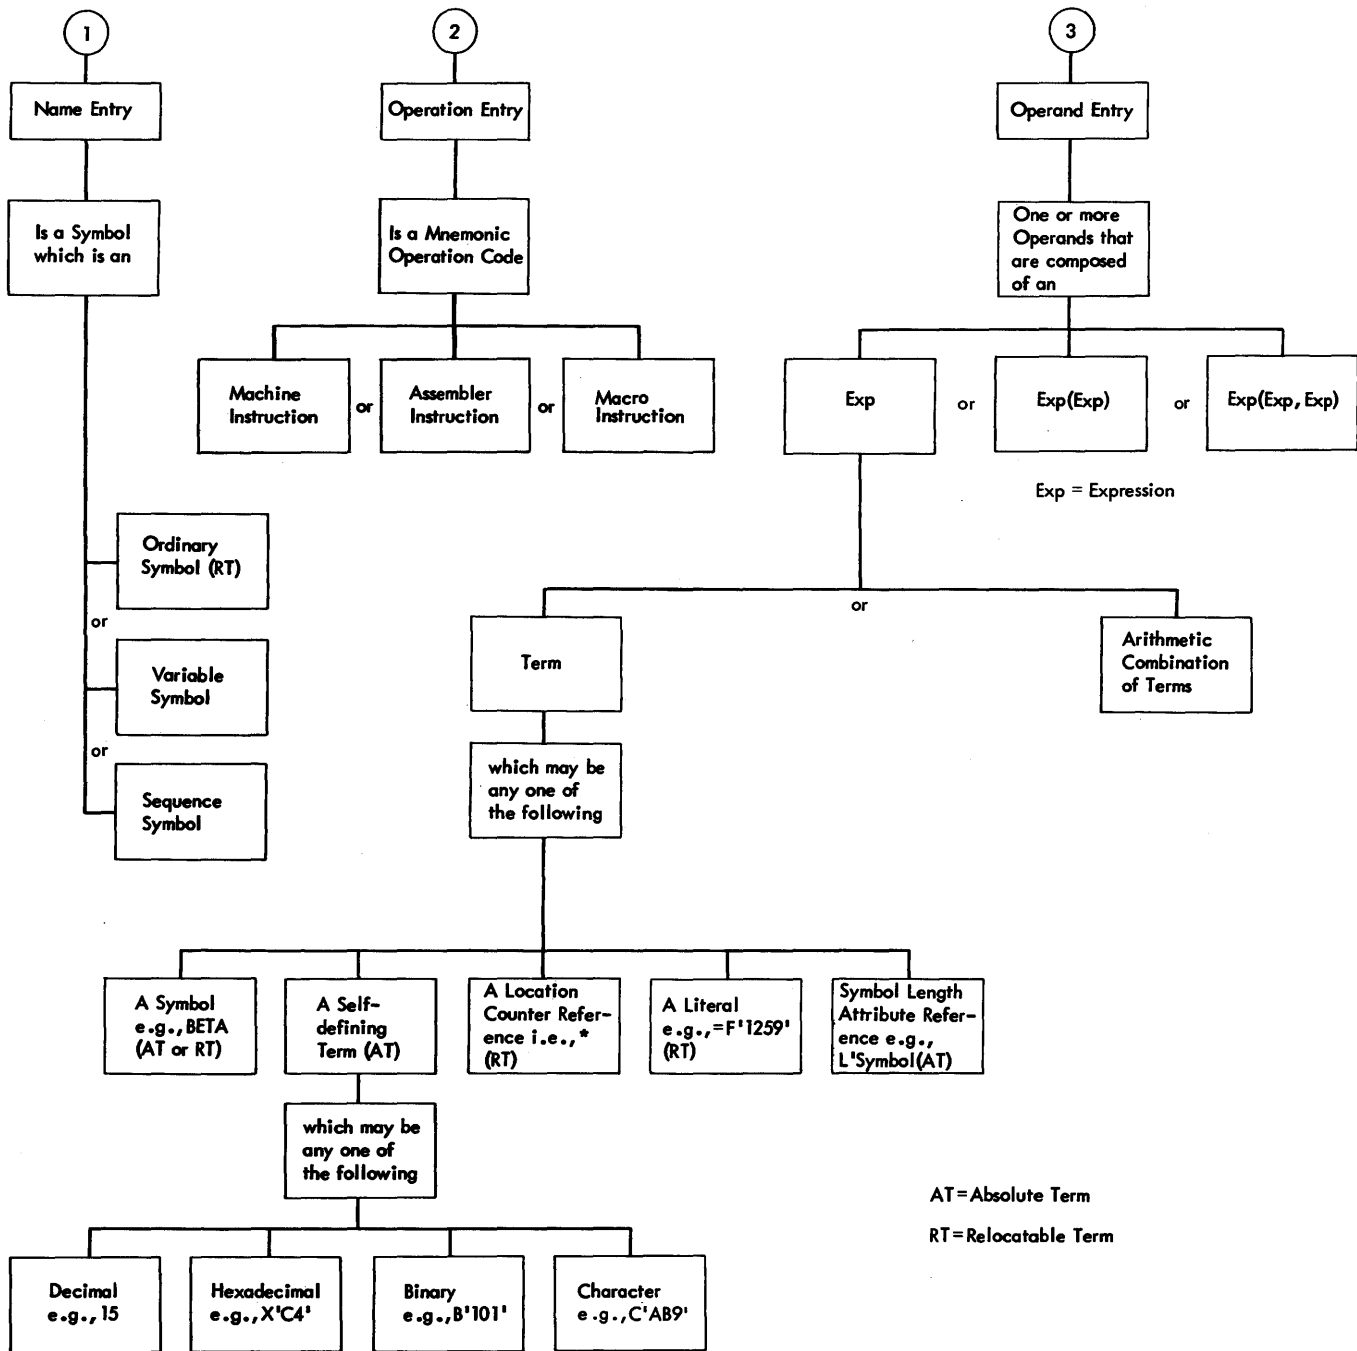 1
2
3
Name Entry
Operation Entry
Operand Entry
Is a Symbol
which is an
Is a Mnemonic
Operation Code
One or more
Operands that
are composed
of an
Machine
Instruction
or
Assembler
Instruction
or
Macro
Instruction
Exp
or
Exp(Exp)
or
Exp(Exp, Exp)
Exp = Expression
Ordinary
Symbol (RT)
or
Variable
Symbol
or
Sequence
Symbol
Term
or
Arithmetic
Combination
of Terms
which may be
any one of
the following
A Symbol
e.g., BETA
(AT or RT)
A Self-
defining
Term (AT)
A Location
Counter Refer-
ence i.e., *
(RT)
A Literal
e.g., =F'1259'
(RT)
Symbol Length
Attribute Refer-
ence e.g.,
L'Symbol(AT)
which may be
any one of
the following
AT=Absolute Term
RT=Relocatable Term
Decimal
e.g., 15
Hexadecimal
e.g., X'C4'
Binary
e.g., B'101'
Character
e.g., C'AB9'